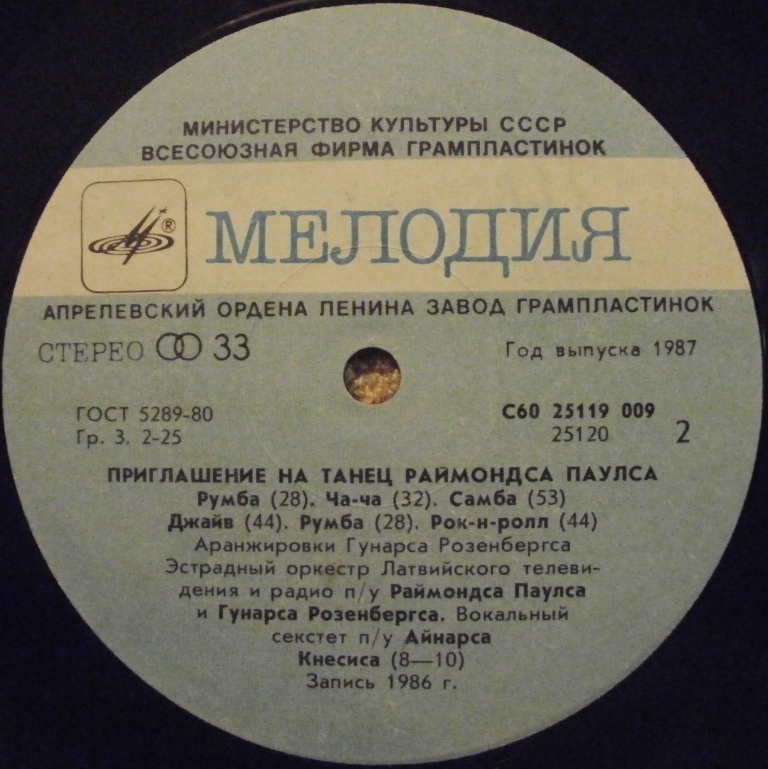 МИНИСТЕРСТВО КУЛЬТУРЫ СССР
ВСЕСОЮЗНАЯ ФИРМА ГРАМПЛАСТИНОК
® МЕЛОДИЯ
АПРЕЛЕВСКИЙ ОРДЕНА ЛЕНИНА ЗАВОД ГРАМПЛАСТИНОК
СТЕРЕО 33
Год выпуска 1987
ГОСТ 5289-80
Гр. 3. 2-25
С60 25119 009
25120 2
ПРИГЛАШЕНИЕ НА ТАНЕЦ РАЙМОНДСА ПАУЛСА
Румба (28). Ча-ча (32). Самба (53)
Джайв (44). Румба (28). Рок-н-ролл (44)
Аранжировки Гунарса Розенбергса
Эстрадный оркестр Латвийского телеви-
дения и радио п/у Раймондса Паулса
и Гунарса Розенбергса. Вокальный
секстет п/у Айнарса
Кнесиса (8—10)
Запись 1986 г.